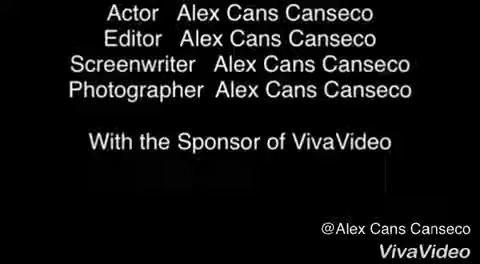 Actor Alex Cans Canseco
Editor Alex Cans Canseco
Screenwriter Alex Cans Canseco
Photographer Alex Cans Canseco
With the Sponsor of VivaVideo
@Alex Cans Canseco
VivaVideo